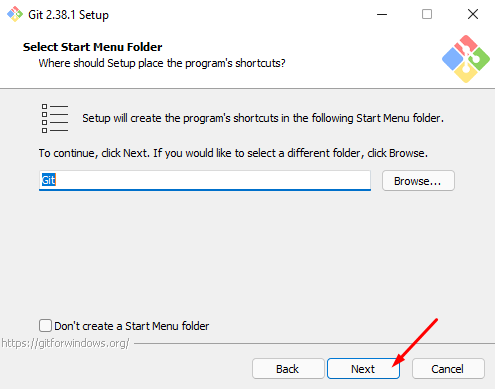 Git 2.38.1 Setup
Select Start Menu Folder
Where should Setup place the program's shortcuts?
Setup will create the program's shortcuts in the following Start Menu folder.
To continue, click Next. If you would like to select a different folder, click Browse.
Git
Browse...
Don't create a Start Menu folder
https://gitforwindows.org/
Back
Next
Cancel